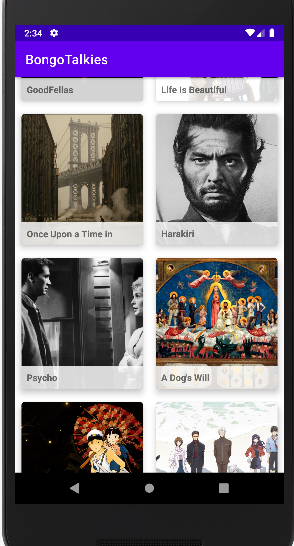 2:34
BongoTalkies
GoodFellas
Life is Beautiful
Once Upon a Time in
Harakiri
Psycho
A Dog's Will